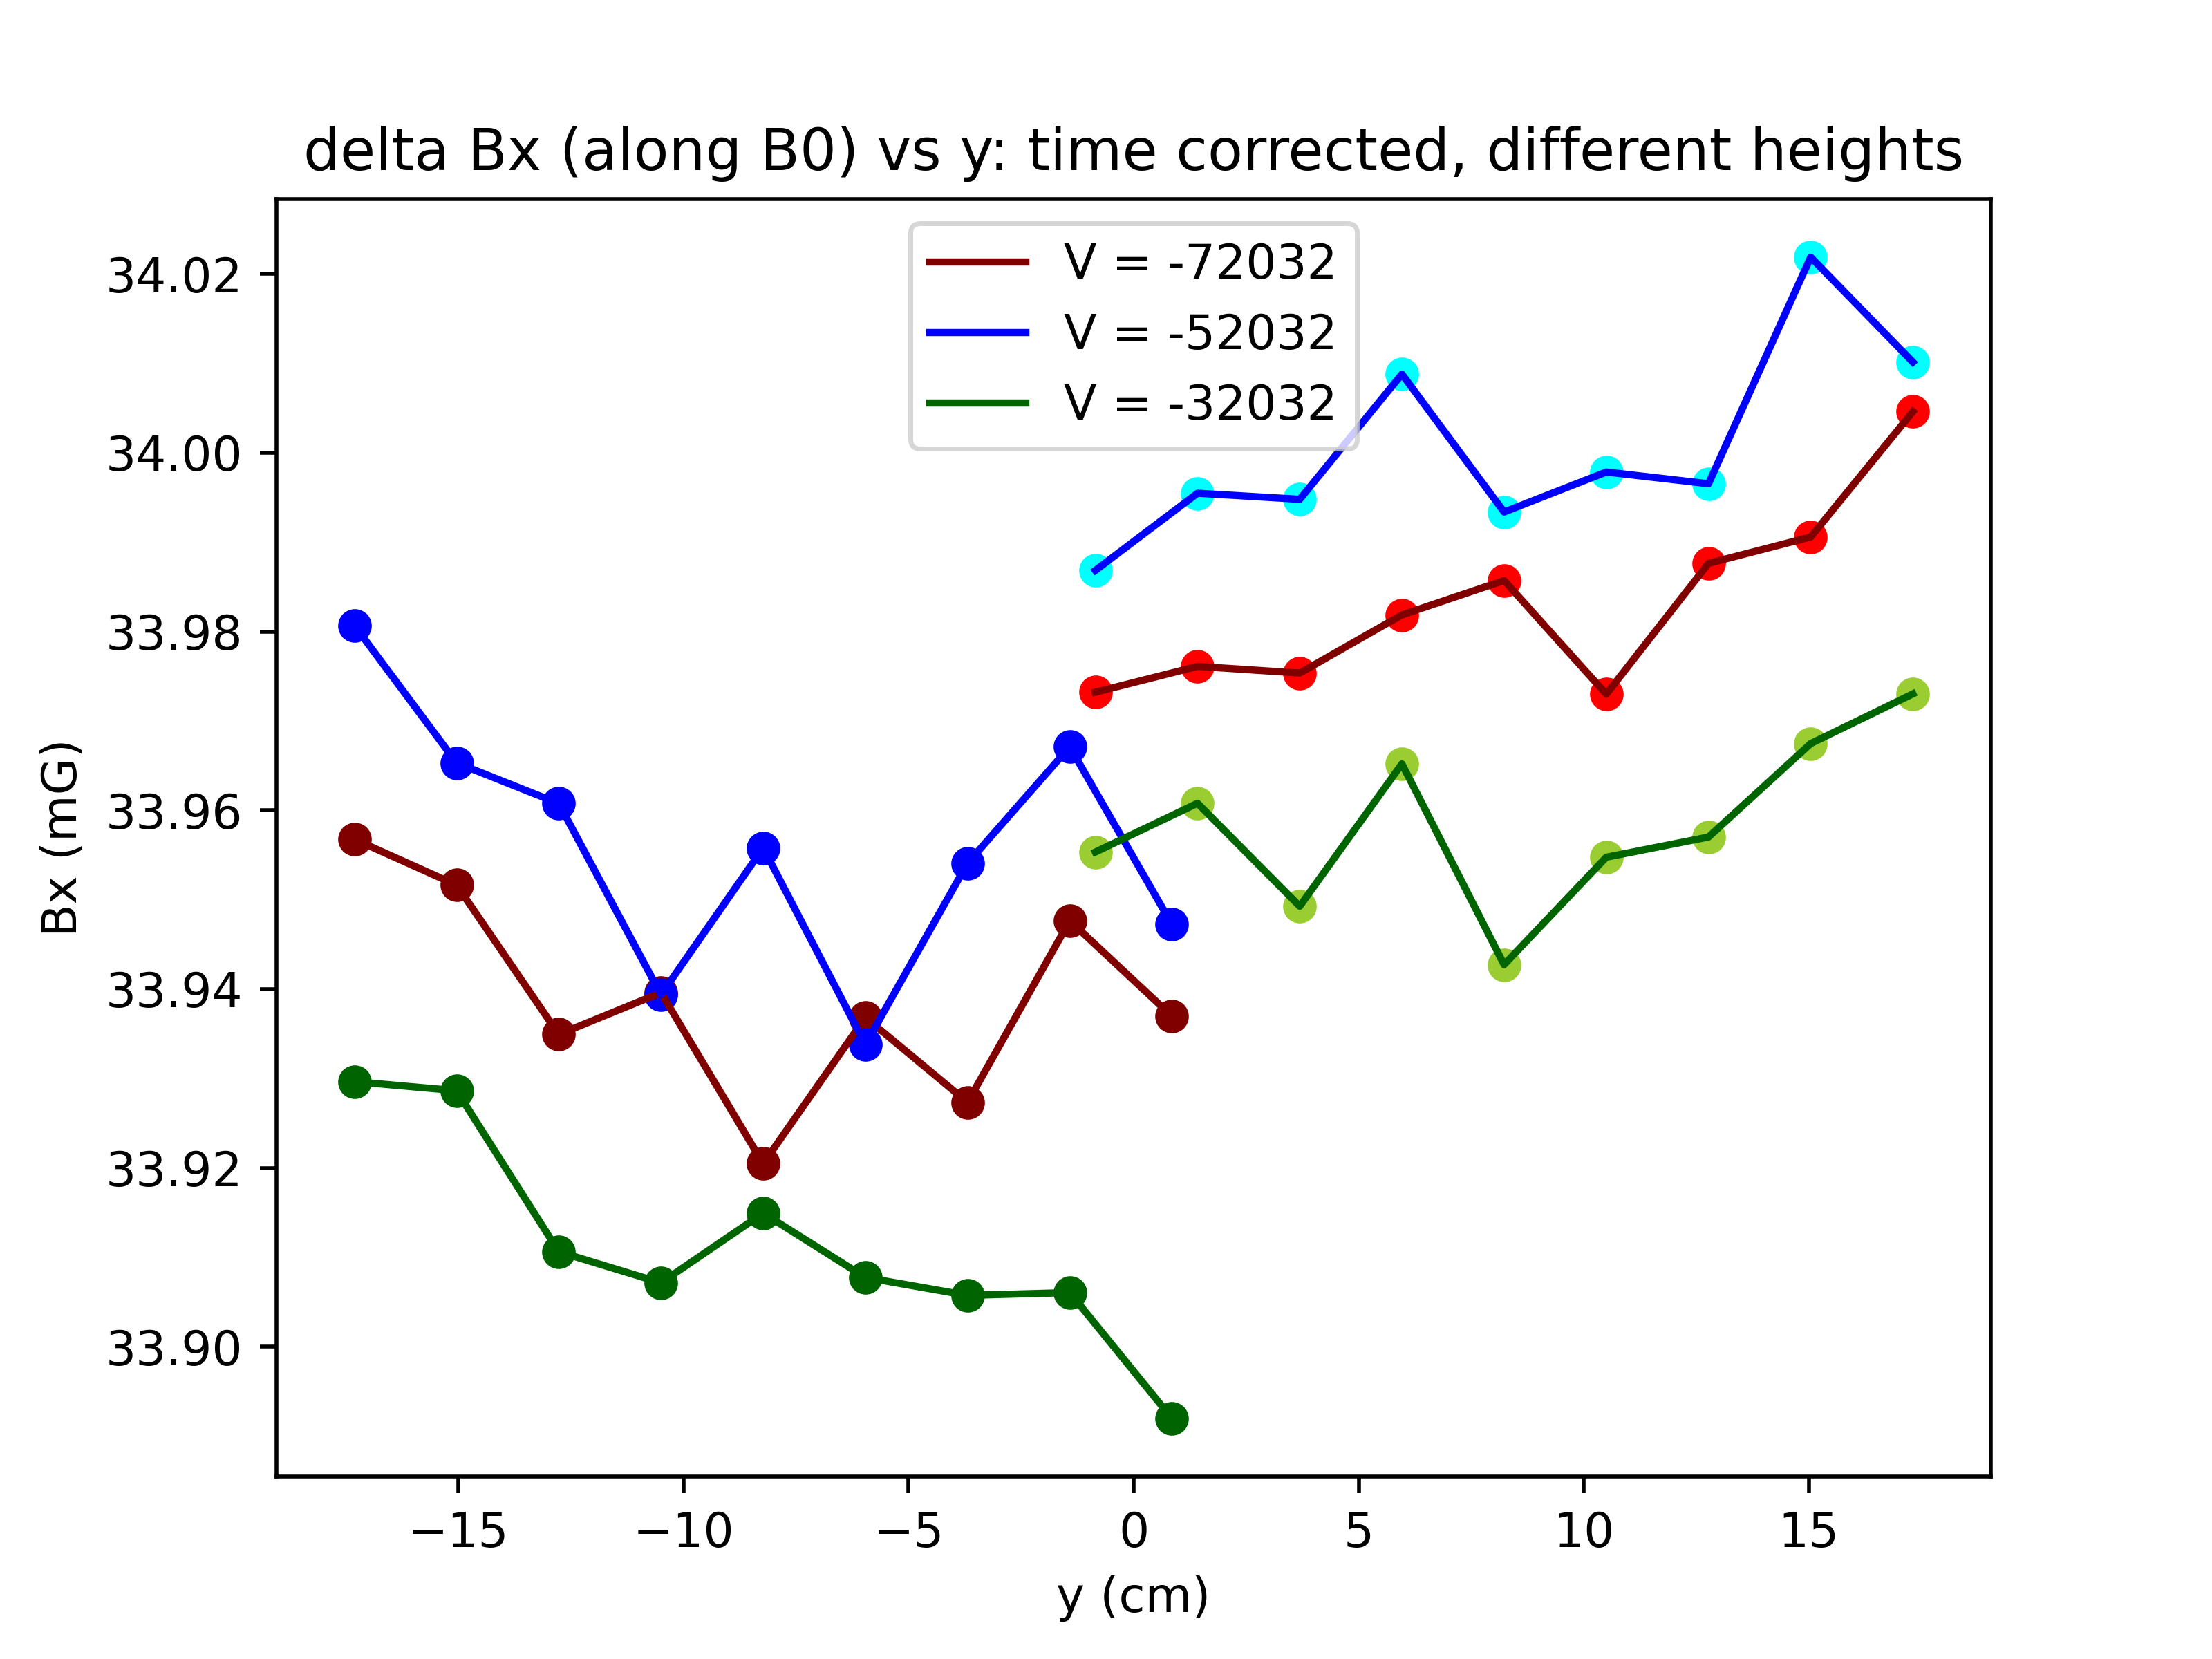 delta Bx (along B0) vs y: time corrected, different heights
V = -72032
V = -52032
V = -32032
34.02
34.00
33.98
33.96
33.94
33.92
33.90
Bx (mG)
−15 −10 −5 0 5 10 15
y (cm)